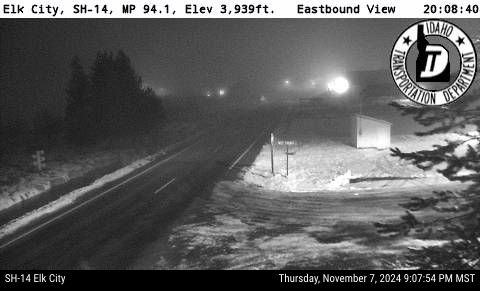 Elk City, SH-14, MP 94.1, Elev 3,939ft.   Eastbound View   20:08:40
IDAHO
TRANSPORTATION DEPARTMENT
SH-14 Elk City
Thursday, November 7, 2024 9:07:54 PM MST